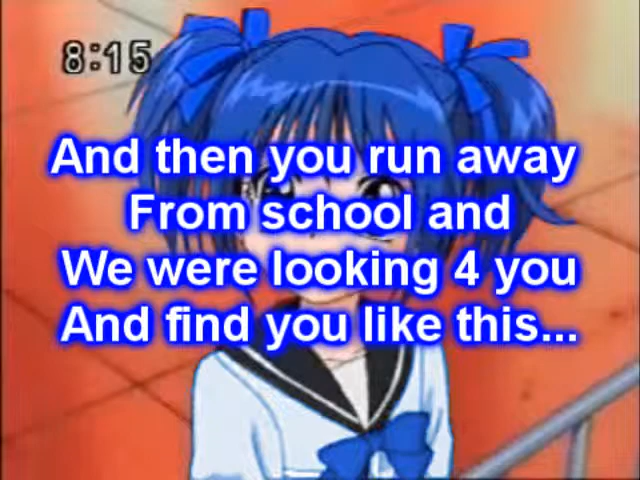 8:15
And then you run away
From school and
We were looking 4 you
And find you like this...